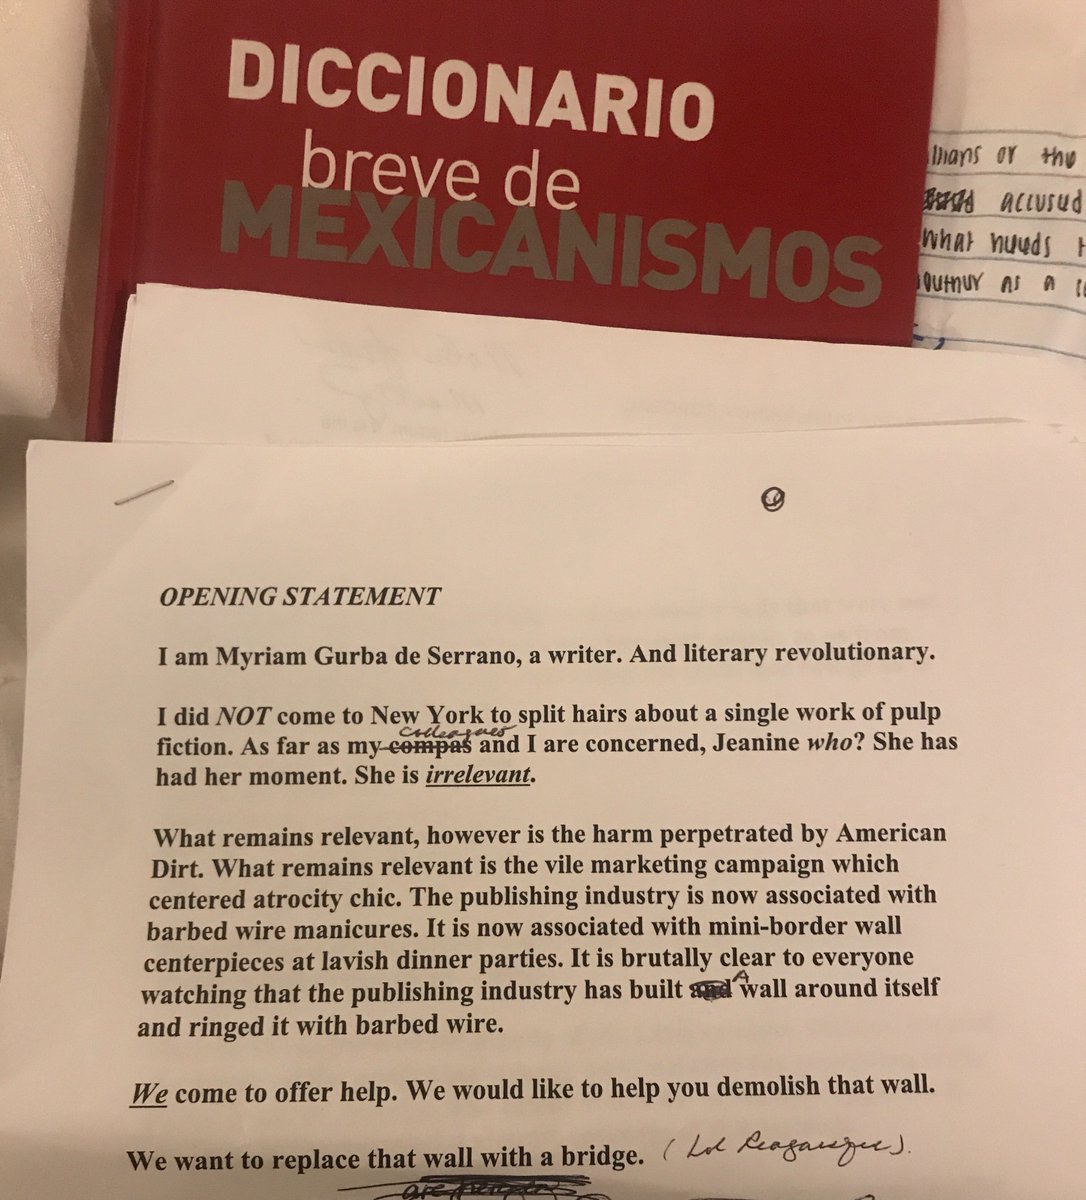 DICCIONARIO
breve de
MEXICANISMOS
or the
accused
what needs
as a
OPENING STATEMENT
I am Myriam Gurba de Serrano, a writer. And literary revolutionary.
I did NOT come to New York to split hairs about a single work of pulp
colleagues
fiction. As far as my compas and I are concerned, Jeanine who? She has
had her moment. She is irrelevant.
What remains relevant, however is the harm perpetrated by American
Dirt. What remains relevant is the vile marketing campaign which
centered atrocity chic. The publishing industry is now associated with
barbed wire manicures. It is now associated with mini-border wall
centerpieces at lavish dinner parties. It is brutally clear to everyone
watching that the publishing industry has built and A wall around itself
and ringed it with barbed wire.
We come to offer help. We would like to help you demolish that wall.
We want to replace that wall with a bridge. (Lol Reaganesque).